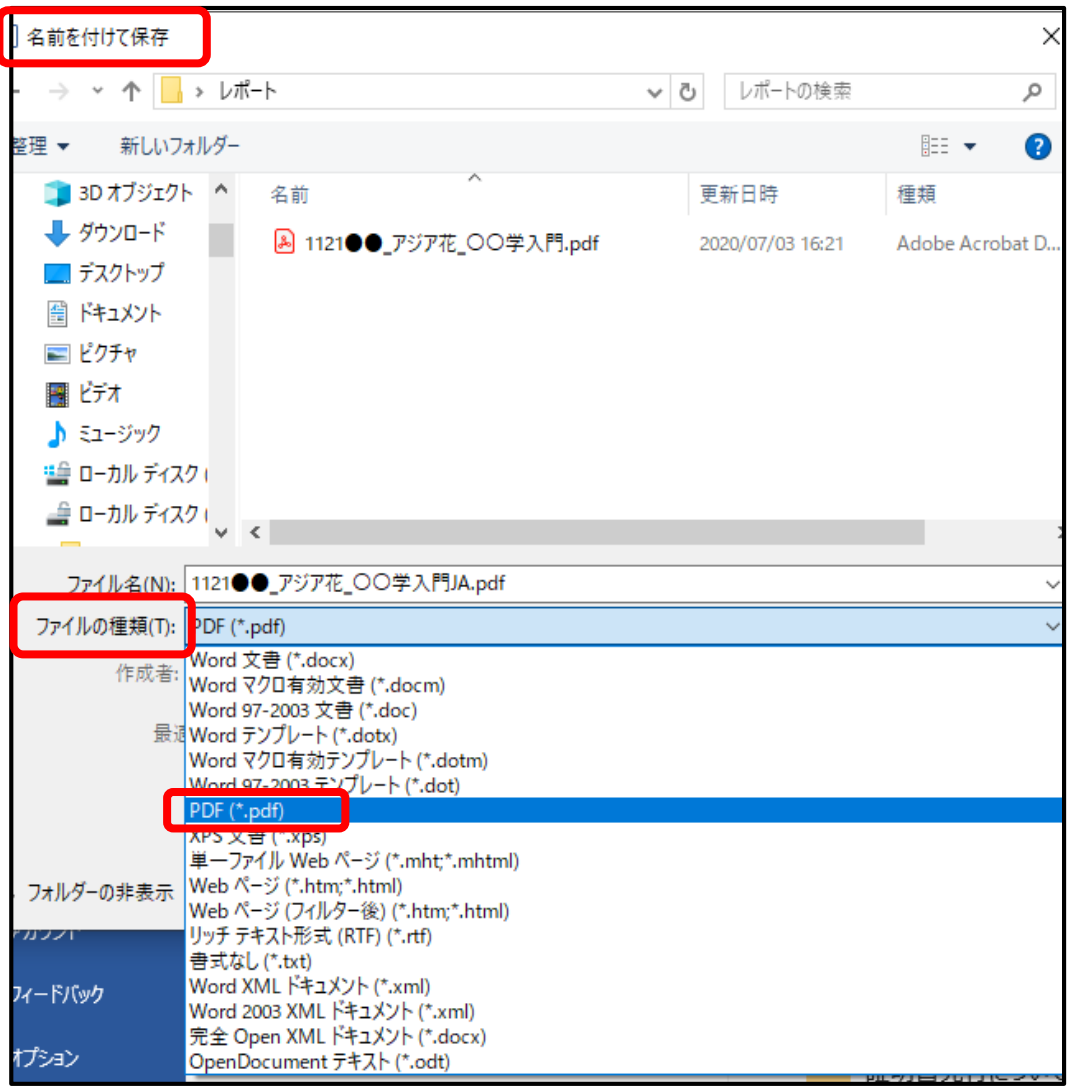 名前を付けて保存
レポート
レポートの検索
整理
新しいフォルダー
名前
更新日時
種類
3D オブジェクト
ダウンロード
デスクトップ
ドキュメント
ピクチャ
ビデオ
ミュージック
ローカル ディスク (
ローカル ディスク (
1121●●_アジア花_〇〇学入門.pdf
2020/07/03 16:21
Adobe Acrobat D...
ファイル名(N):
1121●●_アジア花_〇〇学入門JA.pdf
ファイルの種類(T):
PDF (*.pdf)
作成者:
最適
Word 文書 (*.docx)
Word マクロ有効文書 (*.docm)
Word 97-2003 文書 (*.doc)
Word テンプレート (*.dotx)
Word マクロ有効テンプレート (*.dotm)
Word 97-2003 テンプレート (*.dot)
PDF (*.pdf)
XPS 文書 (*.xps)
単一ファイル Web ページ (*.mht;*.mhtml)
Web ページ (*.htm;*.html)
Web ページ (フィルター後) (*.htm;*.html)
リッチ テキスト形式 (RTF) (*.rtf)
書式なし (*.txt)
Word XML ドキュメント (*.xml)
Word 2003 XML ドキュメント (*.xml)
完全 Open XML ドキュメント (*.docx)
OpenDocument テキスト (*.odt)
フォルダーの非表示
アカウント
フィードバック
オプション